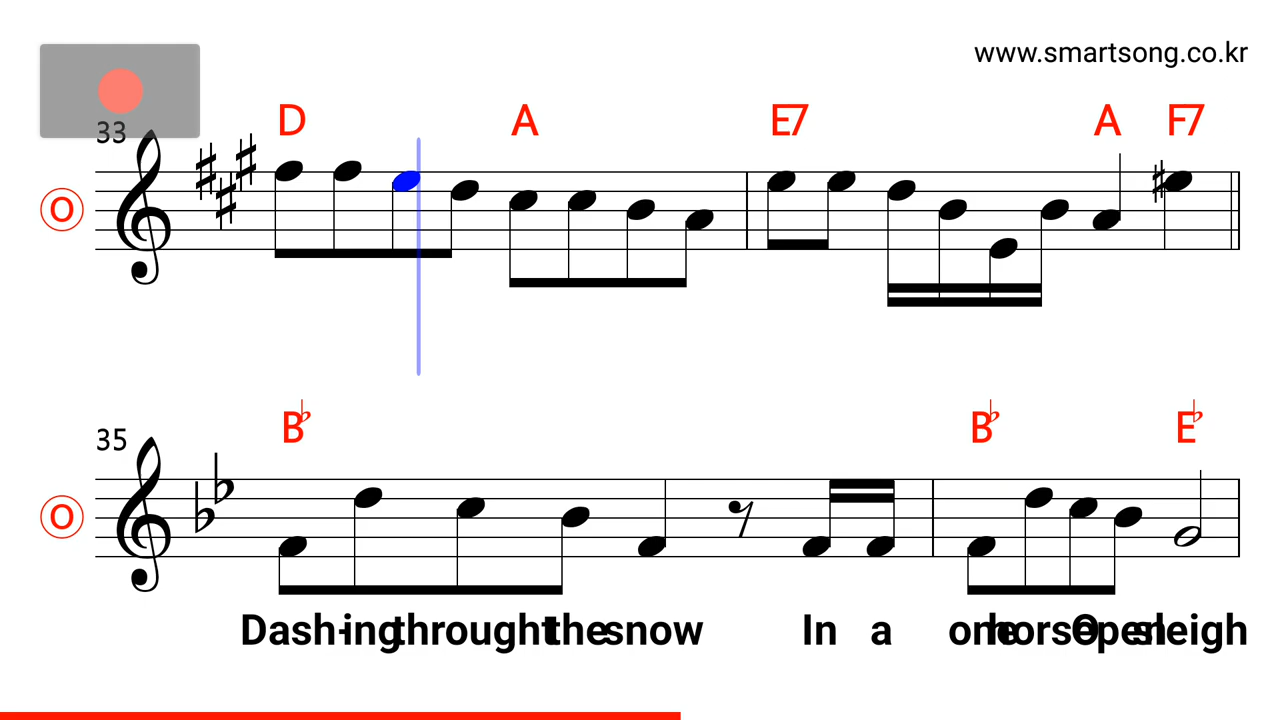 www.smartsong.co.kr
D A E7 A F7
33
O
B♭ B♭ E♭
35
O
Dash-ing throught the snow In a one horse Open sleigh